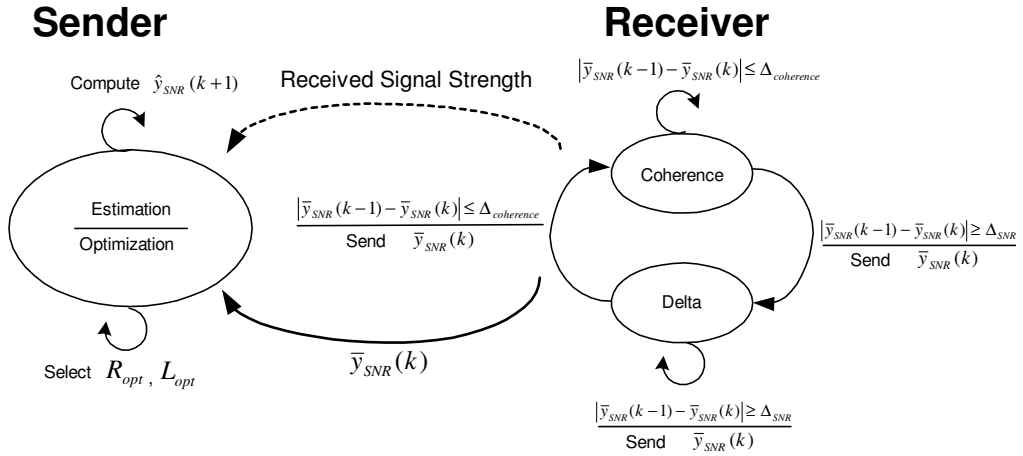 Sender
Receiver
Compute ŷ_SNR(k+1)
Received Signal Strength
|ȳ_SNR(k−1) − ȳ_SNR(k)| ≤ Δ_coherence
Estimation
Optimization
Coherence
|ȳ_SNR(k−1) − ȳ_SNR(k)| ≤ Δ_coherence
Send ȳ_SNR(k)
|ȳ_SNR(k−1) − ȳ_SNR(k)| ≥ Δ_SNR
Send ȳ_SNR(k)
Delta
Select R_opt , L_opt
ȳ_SNR(k)
|ȳ_SNR(k−1) − ȳ_SNR(k)| ≥ Δ_SNR
Send ȳ_SNR(k)